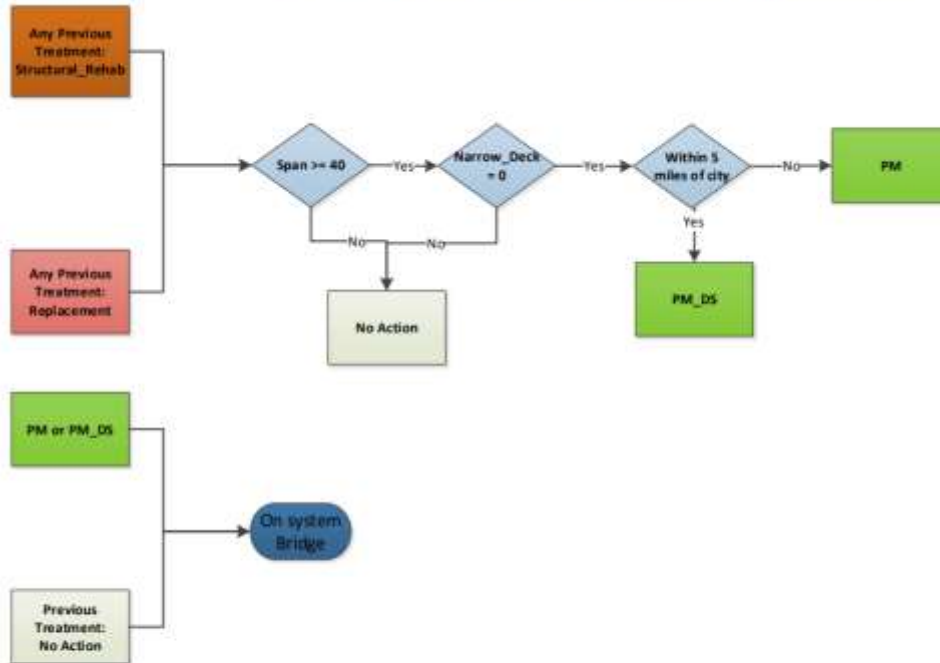 Any Previous
Treatment:
Structural_Rehab
Span >= 40
Yes
Narrow_Deck
= 0
Yes
Within 5
miles of city
No
PM
No
No
Yes
Any Previous
Treatment:
Replacement
No Action
PM_DS
PM or PM_DS
On system
Bridge
Previous
Treatment:
No Action